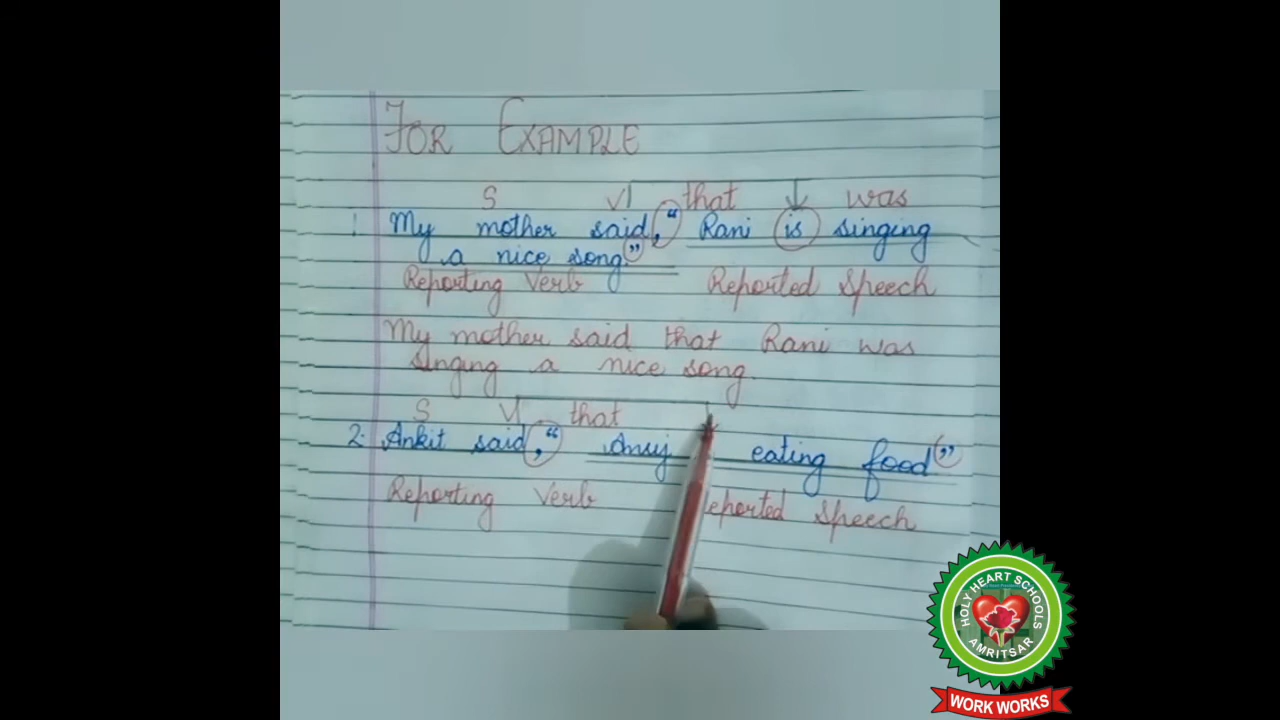 FOR EXAMPLE
S V that was
1. My mother said, " Rani is singing
a nice song."
Reporting Verb Reported Speech
My mother said that Rani was
singing a nice song.
S V that
2. Ankit said, " Anuj eating food"
Reporting Verb Reported Speech
HOLY HEART SCHOOLS
AMRITSAR
WORK WORKS